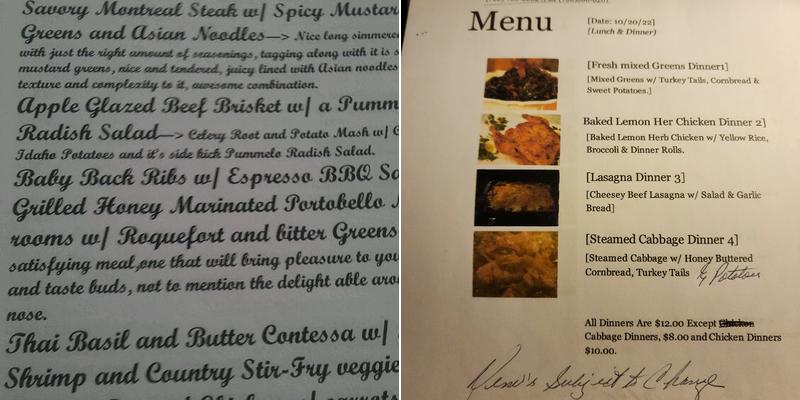 Savory Montreal Steak w/ Spicy Mustar
Greens and Asian Noodles—> Nice long simmere
with just the right amount of seasonings, tagging along with it is s
mustard greens, nice and tendered, juicy lined with Asian noodles
texture and complexity to it, awesome combination.
Apple Glazed Beef Brisket w/ a Pumm
Radish Salad—> Celery Root and Potato Mash w/ G
Idaho Potatoes and it's side kick Pummelo Radish Salad.
Baby Back Ribs w/ Espresso BBQ Sa
Grilled Honey Marinated Portobello
rooms w/ Roquefort and bitter Greens
satisfying meal,one that will bring pleasure to you
and taste buds, not to mention the delight able aro
nose.
Thai Basil and Butter Contessa w/
Shrimp and Country Stir-Fry veggie
Menu
[Date: 10/20/22]
(Lunch & Dinner)
[Fresh mixed Greens Dinner1]
[Mixed Greens w/ Turkey Tails, Cornbread &
Sweet Potatoes.]
Baked Lemon Her Chicken Dinner 2]
[Baked Lemon Herb Chicken w/ Yellow Rice,
Broccoli & Dinner Rolls.
[Lasagna Dinner 3]
[Cheesey Beef Lasagna w/ Salad & Garlic
Bread]
[Steamed Cabbage Dinner 4]
[Steamed Cabbage w/ Honey Buttered
Cornbread, Turkey Tails & Potatoes
All Dinners Are $12.00 Except Chicken
Cabbage Dinners, $8.00 and Chicken Dinners
$10.00.
Menu's Subject to Change